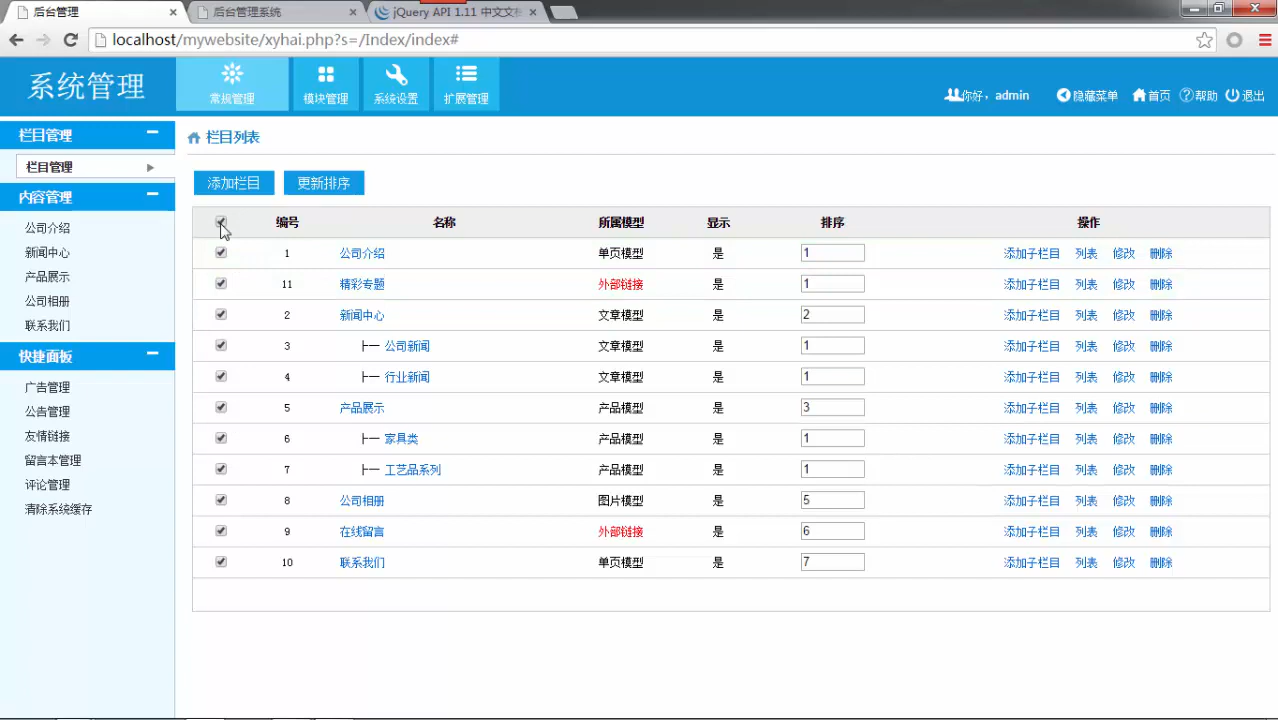 后台管理
后台管理系统
jQuery API 1.11 中文文
localhost/mywebsite/xyhai.php?s=/Index/index#
系统管理
常规管理
模块管理
系统设置
扩展管理
你好，admin
隐藏菜单
首页
帮助
退出
栏目管理
栏目管理
内容管理
公司介绍
新闻中心
产品展示
公司相册
联系我们
快捷面板
广告管理
公告管理
友情链接
留言本管理
评论管理
清除系统缓存
栏目列表
添加栏目 更新排序
编号 名称 所属模型 显示 排序 操作
1 公司介绍 单页模型 是 1 添加子栏目 列表 修改 删除
11 精彩专题 外部链接 是 1 添加子栏目 列表 修改 删除
2 新闻中心 文章模型 是 2 添加子栏目 列表 修改 删除
3 ├─ 公司新闻 文章模型 是 1 添加子栏目 列表 修改 删除
4 ├─ 行业新闻 文章模型 是 1 添加子栏目 列表 修改 删除
5 产品展示 产品模型 是 3 添加子栏目 列表 修改 删除
6 ├─ 家具类 产品模型 是 1 添加子栏目 列表 修改 删除
7 ├─ 工艺品系列 产品模型 是 1 添加子栏目 列表 修改 删除
8 公司相册 图片模型 是 5 添加子栏目 列表 修改 删除
9 在线留言 外部链接 是 6 添加子栏目 列表 修改 删除
10 联系我们 单页模型 是 7 添加子栏目 列表 修改 删除